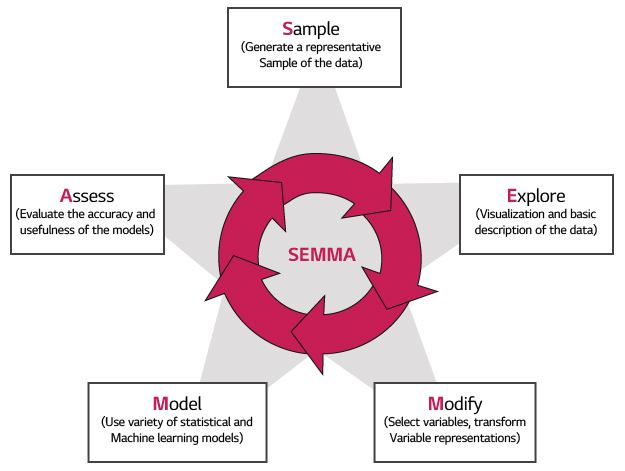 Sample
(Generate a representative
Sample of the data)
Assess
(Evaluate the accuracy and
usefulness of the models)
Explore
(Visualization and basic
description of the data)
SEMMA
Model
(Use variety of statistical and
Machine learning models)
Modify
(Select variables, transform
Variable representations)